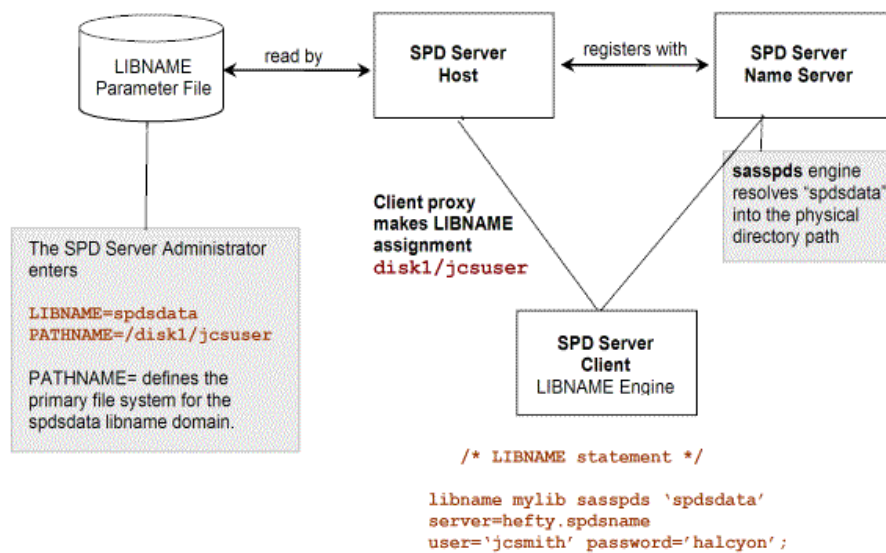 LIBNAME
Parameter File
read by
SPD Server
Host
registers with
SPD Server
Name Server
The SPD Server Administrator
enters
LIBNAME=spdsdata
PATHNAME=/disk1/jcsuser
PATHNAME= defines the
primary file system for the
spdsdata libname domain.
Client proxy
makes LIBNAME
assignment
disk1/jcsuser
sasspds engine
resolves “spdsdata”
into the physical
directory path
SPD Server
Client
LIBNAME Engine
/* LIBNAME statement */
libname mylib sasspds ‘spdsdata’
server=hefty.spdsname
user=‘jcsmith’ password=’halcyon’;